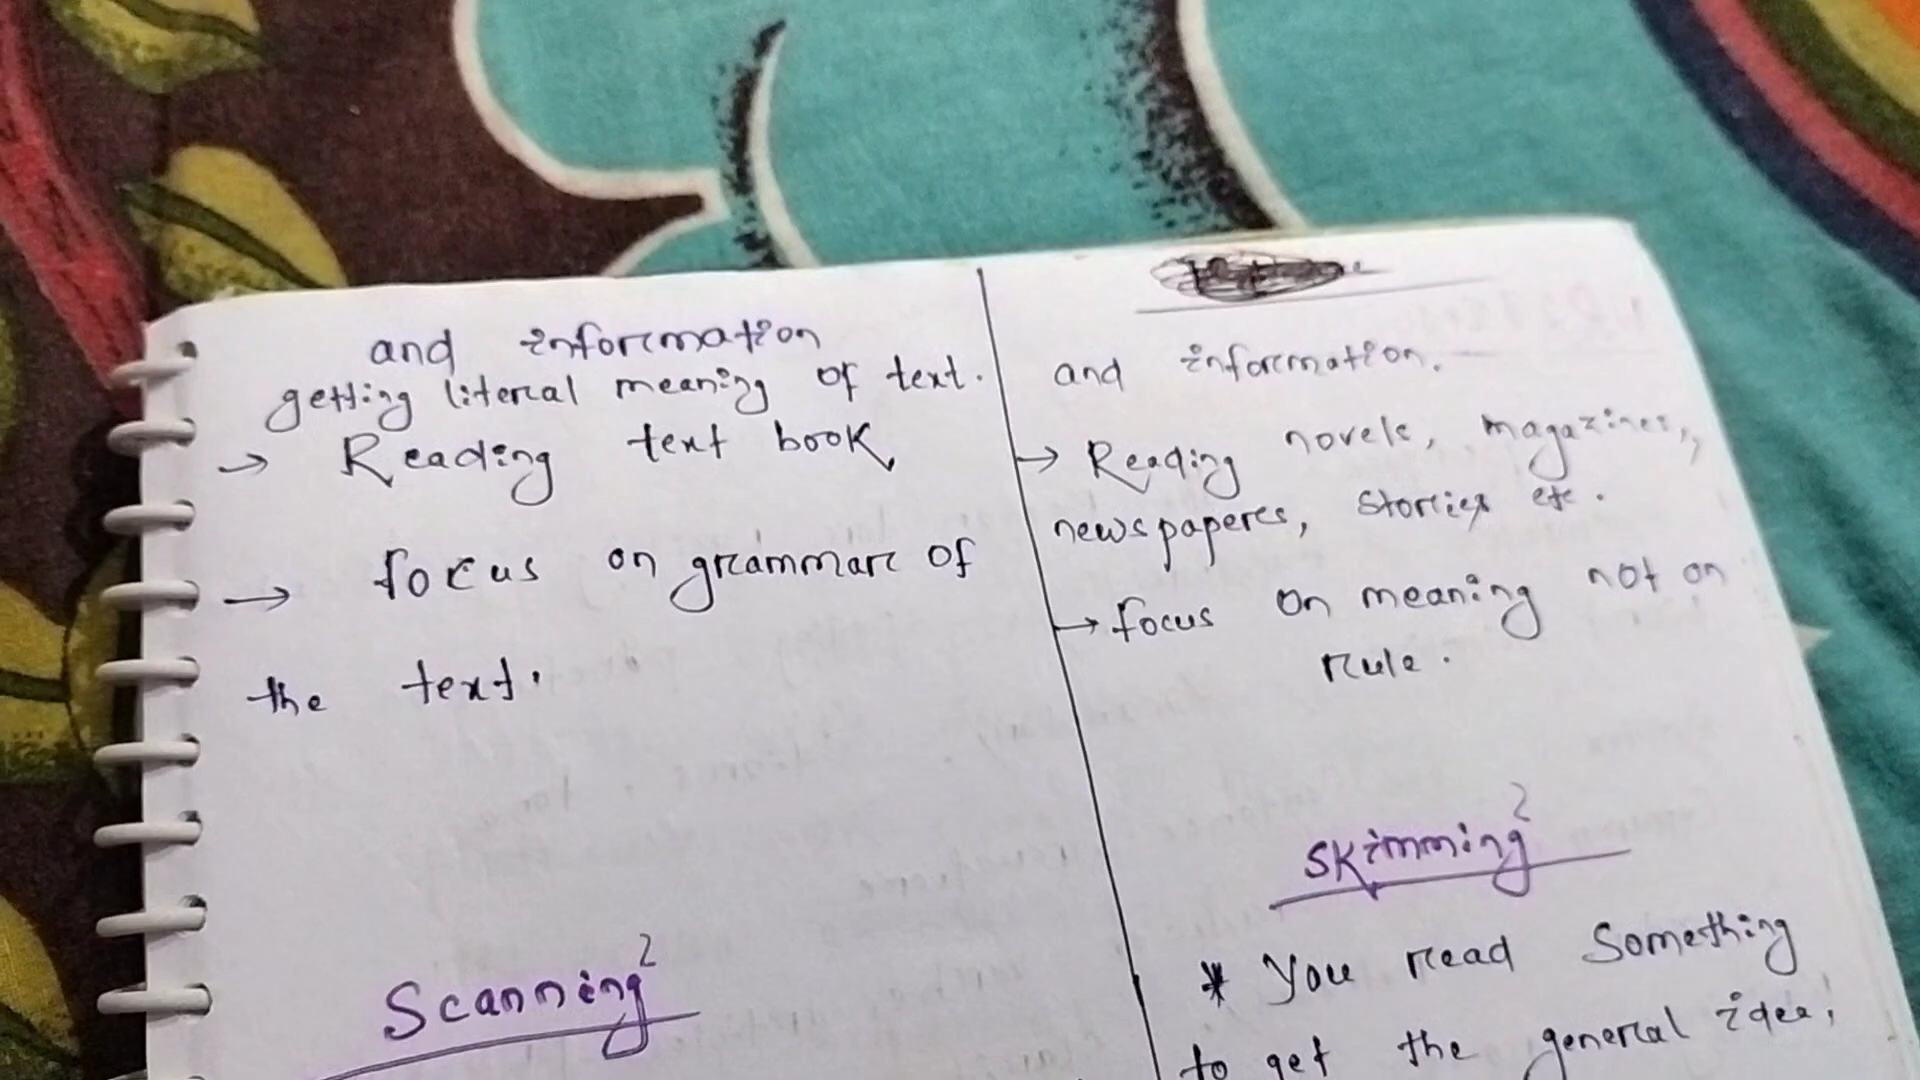 and information
getting literal meaning of text.
→ Reading text book,
→ focus on grammar of
the text.
Scanning 2
and information.
→ Reading novels, magazines,
newspapers, stories etc.
→ focus on meaning not on
rule.
Skimming 2
* You read Something
to get the general idea,